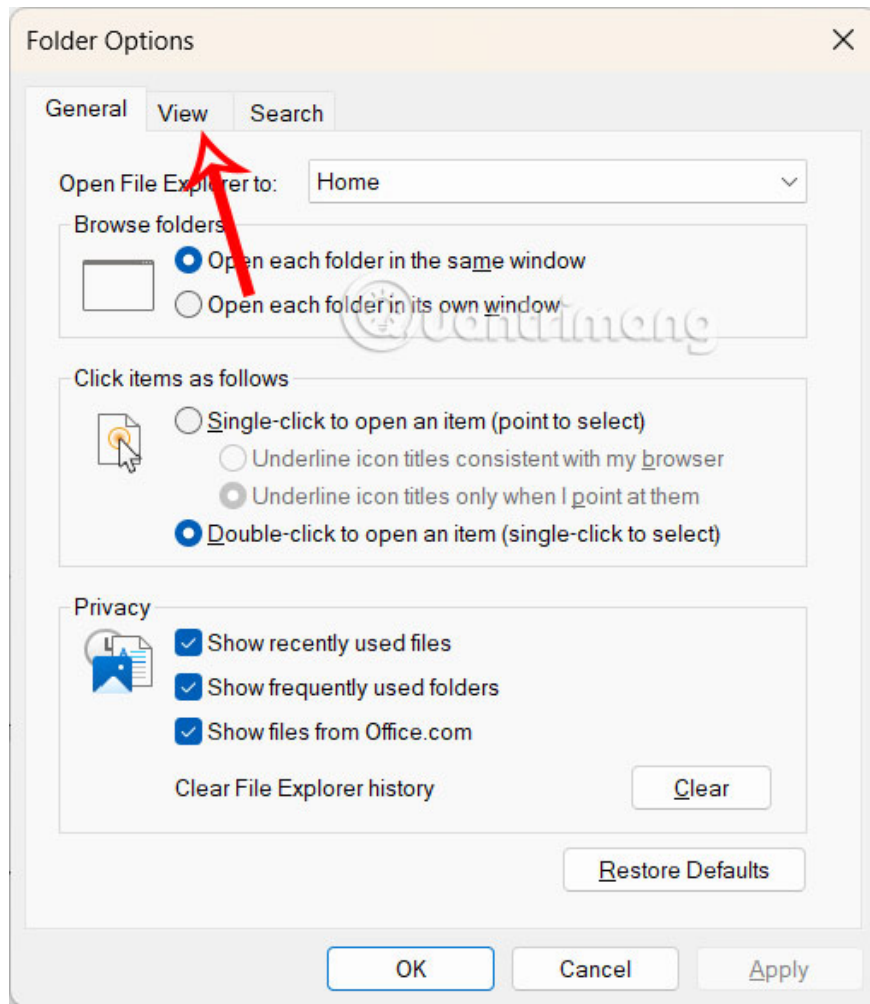 Folder Options
General View Search
Open File Explorer to: Home
Browse folders
Open each folder in the same window
Open each folder in its own window
Quantrimang
Click items as follows
Single-click to open an item (point to select)
Underline icon titles consistent with my browser
Underline icon titles only when I point at them
Double-click to open an item (single-click to select)
Privacy
Show recently used files
Show frequently used folders
Show files from Office.com
Clear File Explorer history Clear
Restore Defaults
OK Cancel Apply